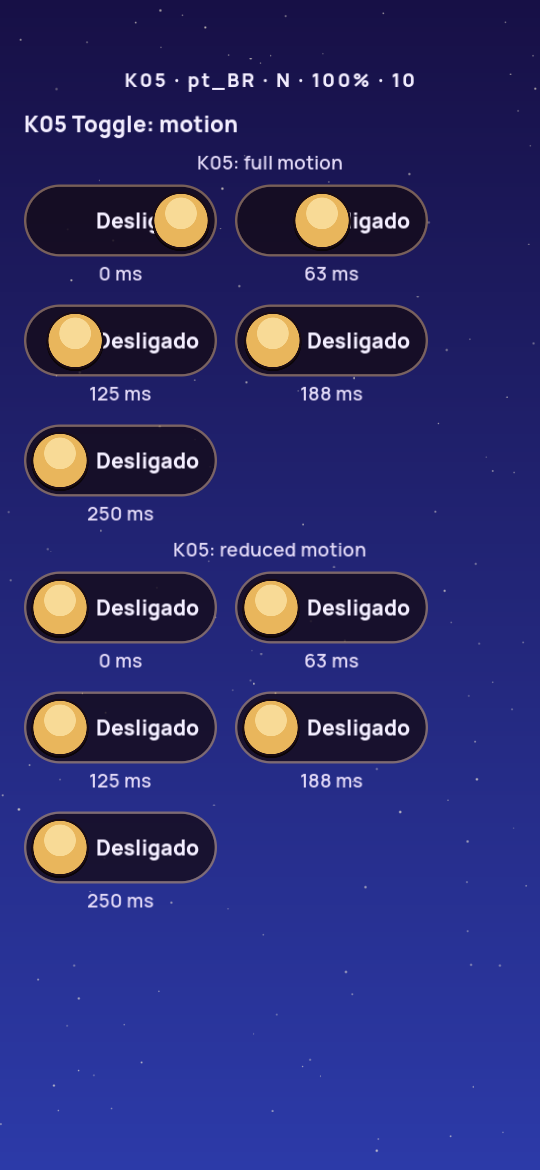 K05 · pt_BR · N · 100% · 10
K05 Toggle: motion
K05: full motion
Deslig
igado
0 ms
63 ms
Desligado
Desligado
125 ms
188 ms
Desligado
250 ms
K05: reduced motion
Desligado
Desligado
0 ms
63 ms
Desligado
Desligado
125 ms
188 ms
Desligado
250 ms